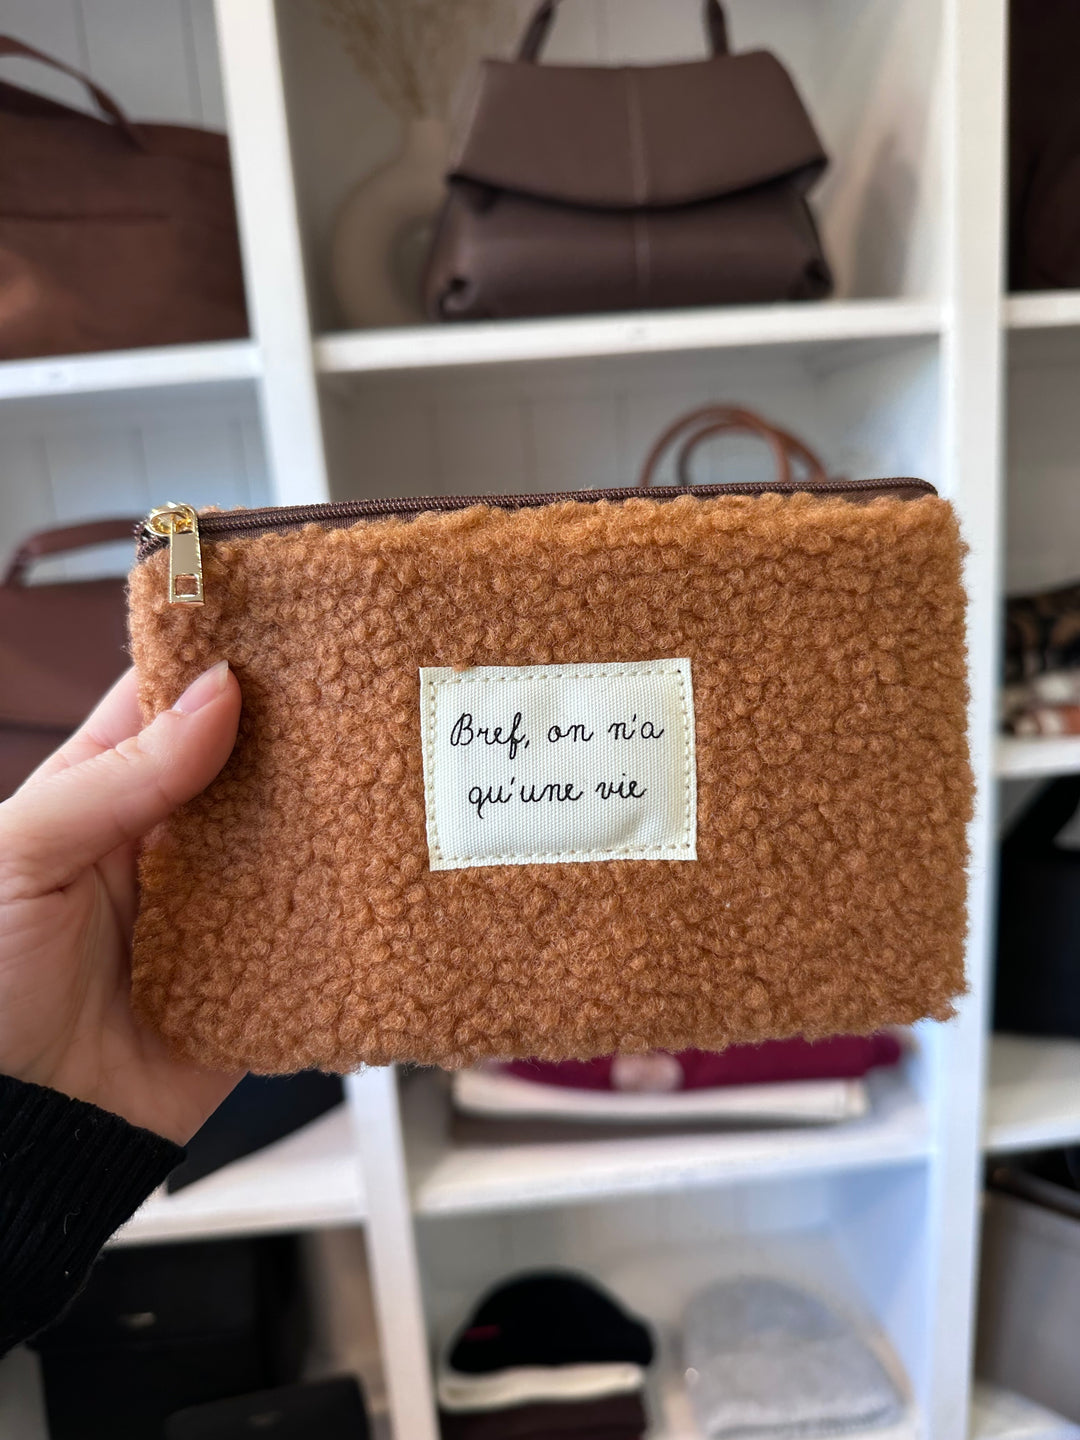 Bref, on n'a
qu'une vie